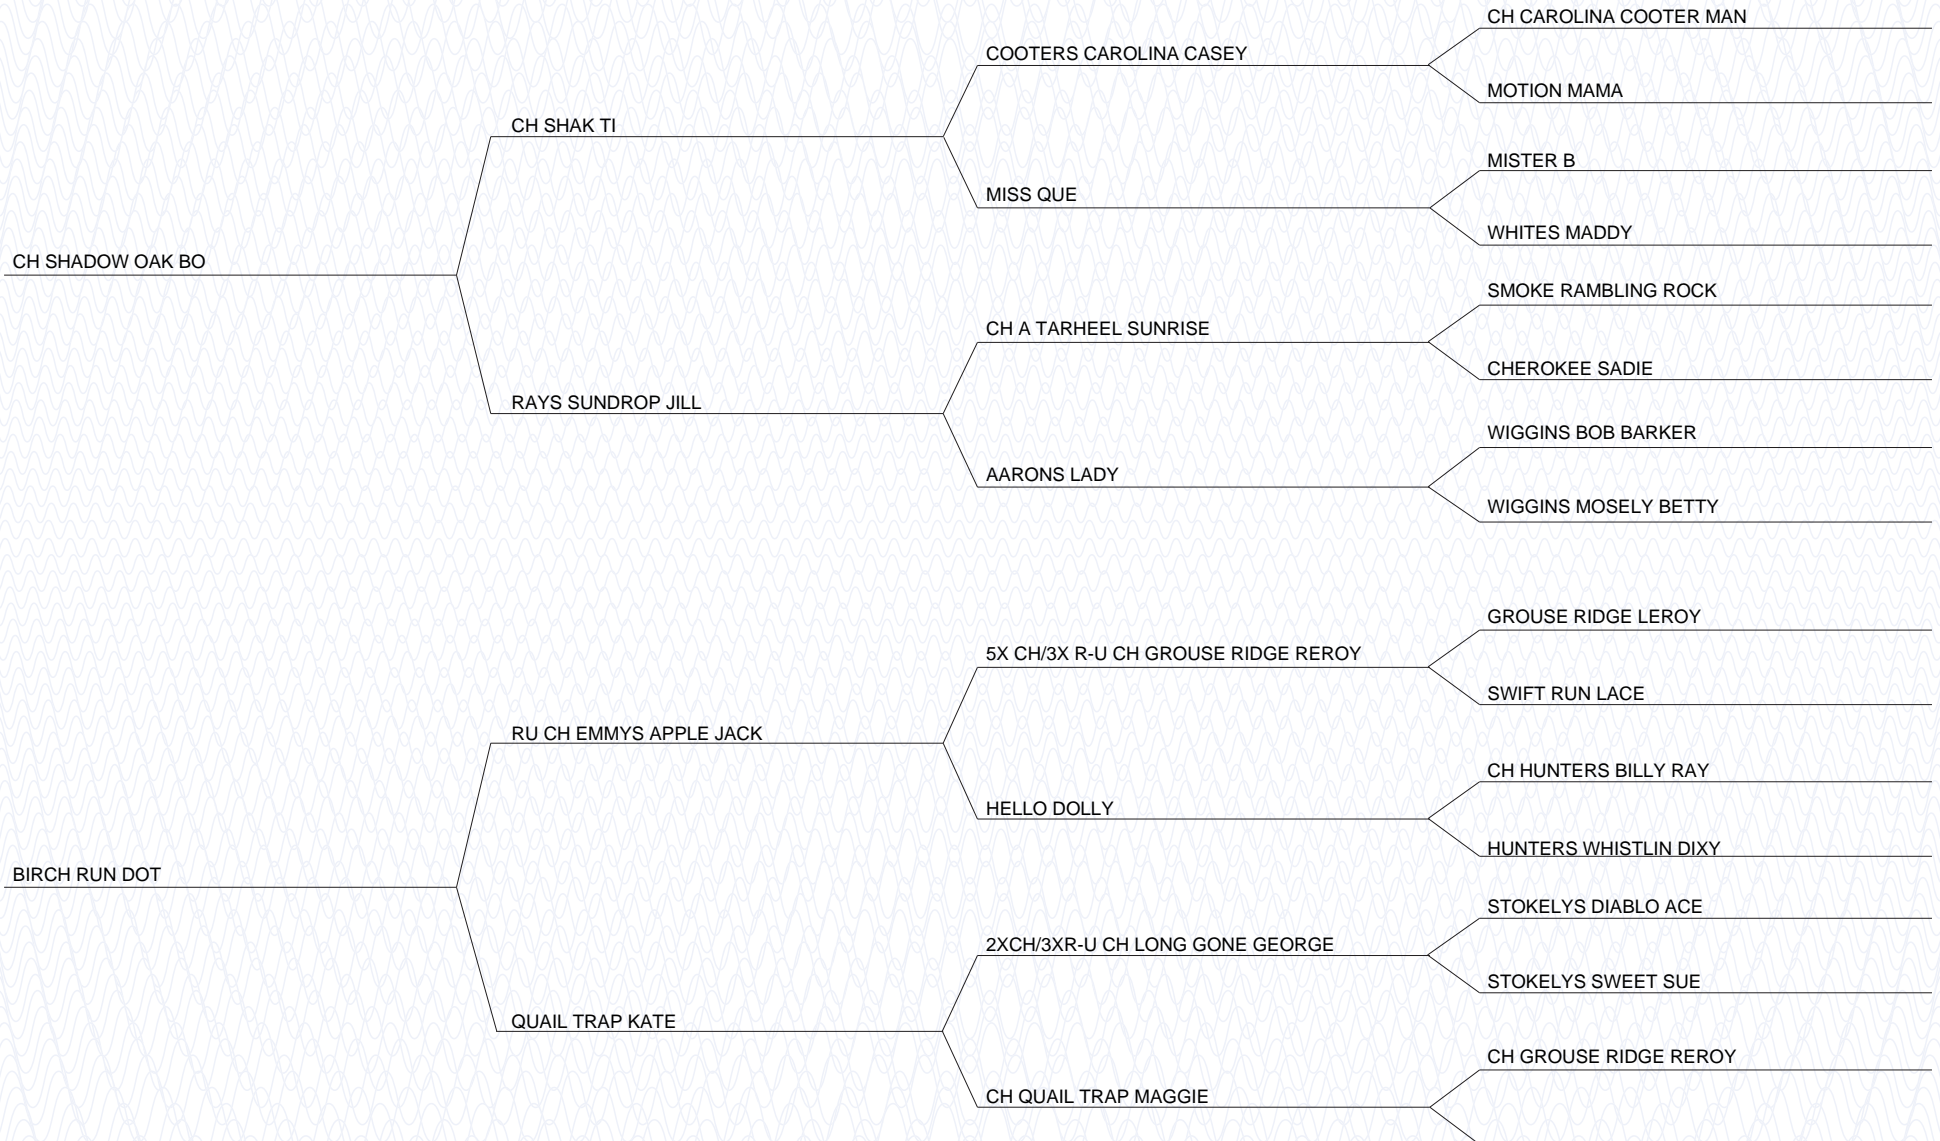 CH CAROLINA COOTER MAN
COOTERS CAROLINA CASEY
MOTION MAMA
CH SHAK TI
MISTER B
MISS QUE
WHITES MADDY
CH SHADOW OAK BO
SMOKE RAMBLING ROCK
CH A TARHEEL SUNRISE
CHEROKEE SADIE
RAYS SUNDROP JILL
WIGGINS BOB BARKER
AARONS LADY
WIGGINS MOSELY BETTY
GROUSE RIDGE LEROY
5X CH/3X R-U CH GROUSE RIDGE REROY
SWIFT RUN LACE
RU CH EMMYS APPLE JACK
CH HUNTERS BILLY RAY
HELLO DOLLY
HUNTERS WHISTLIN DIXY
BIRCH RUN DOT
STOKELYS DIABLO ACE
2XCH/3XR-U CH LONG GONE GEORGE
STOKELYS SWEET SUE
QUAIL TRAP KATE
CH GROUSE RIDGE REROY
CH QUAIL TRAP MAGGIE